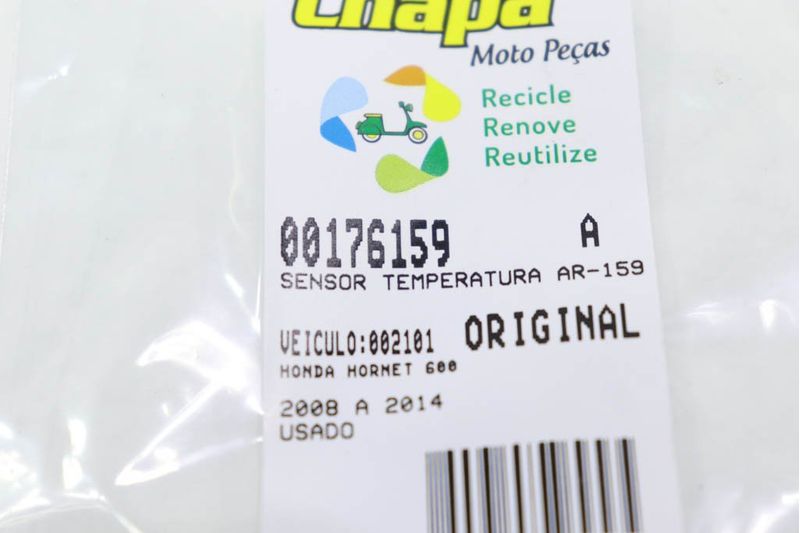 Chapa
Moto Peças
Recicle
Renove
Reutilize
00176159 A
SENSOR TEMPERATURA AR-159
VEICULO:002101 ORIGINAL
HONDA HORNET 600
2008 A 2014
USADO